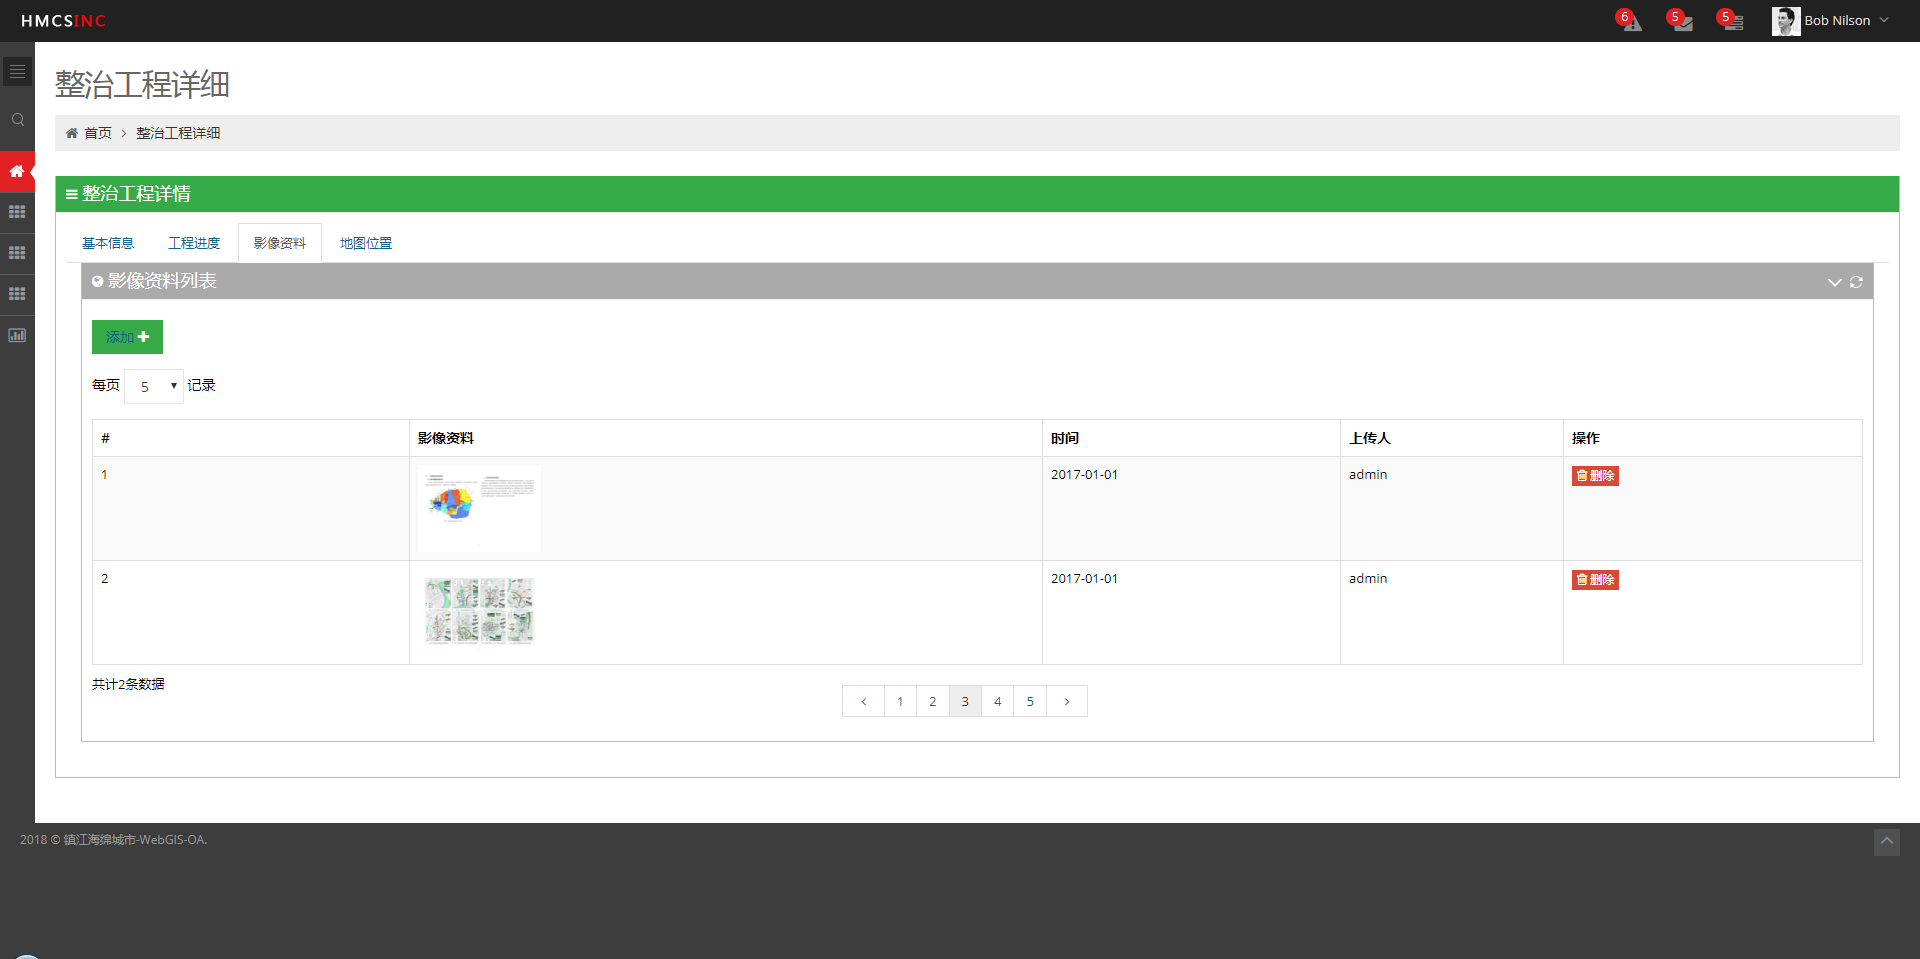 HMCSINC
6
5
5
Bob Nilson
整治工程详细
首页 > 整治工程详细
整治工程详情
基本信息
工程进度
影像资料
地图位置
影像资料列表
添加
每页 5 记录
# 影像资料 时间 上传人 操作
1 2017-01-01 admin 删除
2 2017-01-01 admin 删除
共计2条数据
‹ 1 2 3 4 5 ›
2018 © 镇江海绵城市-WebGIS-OA.